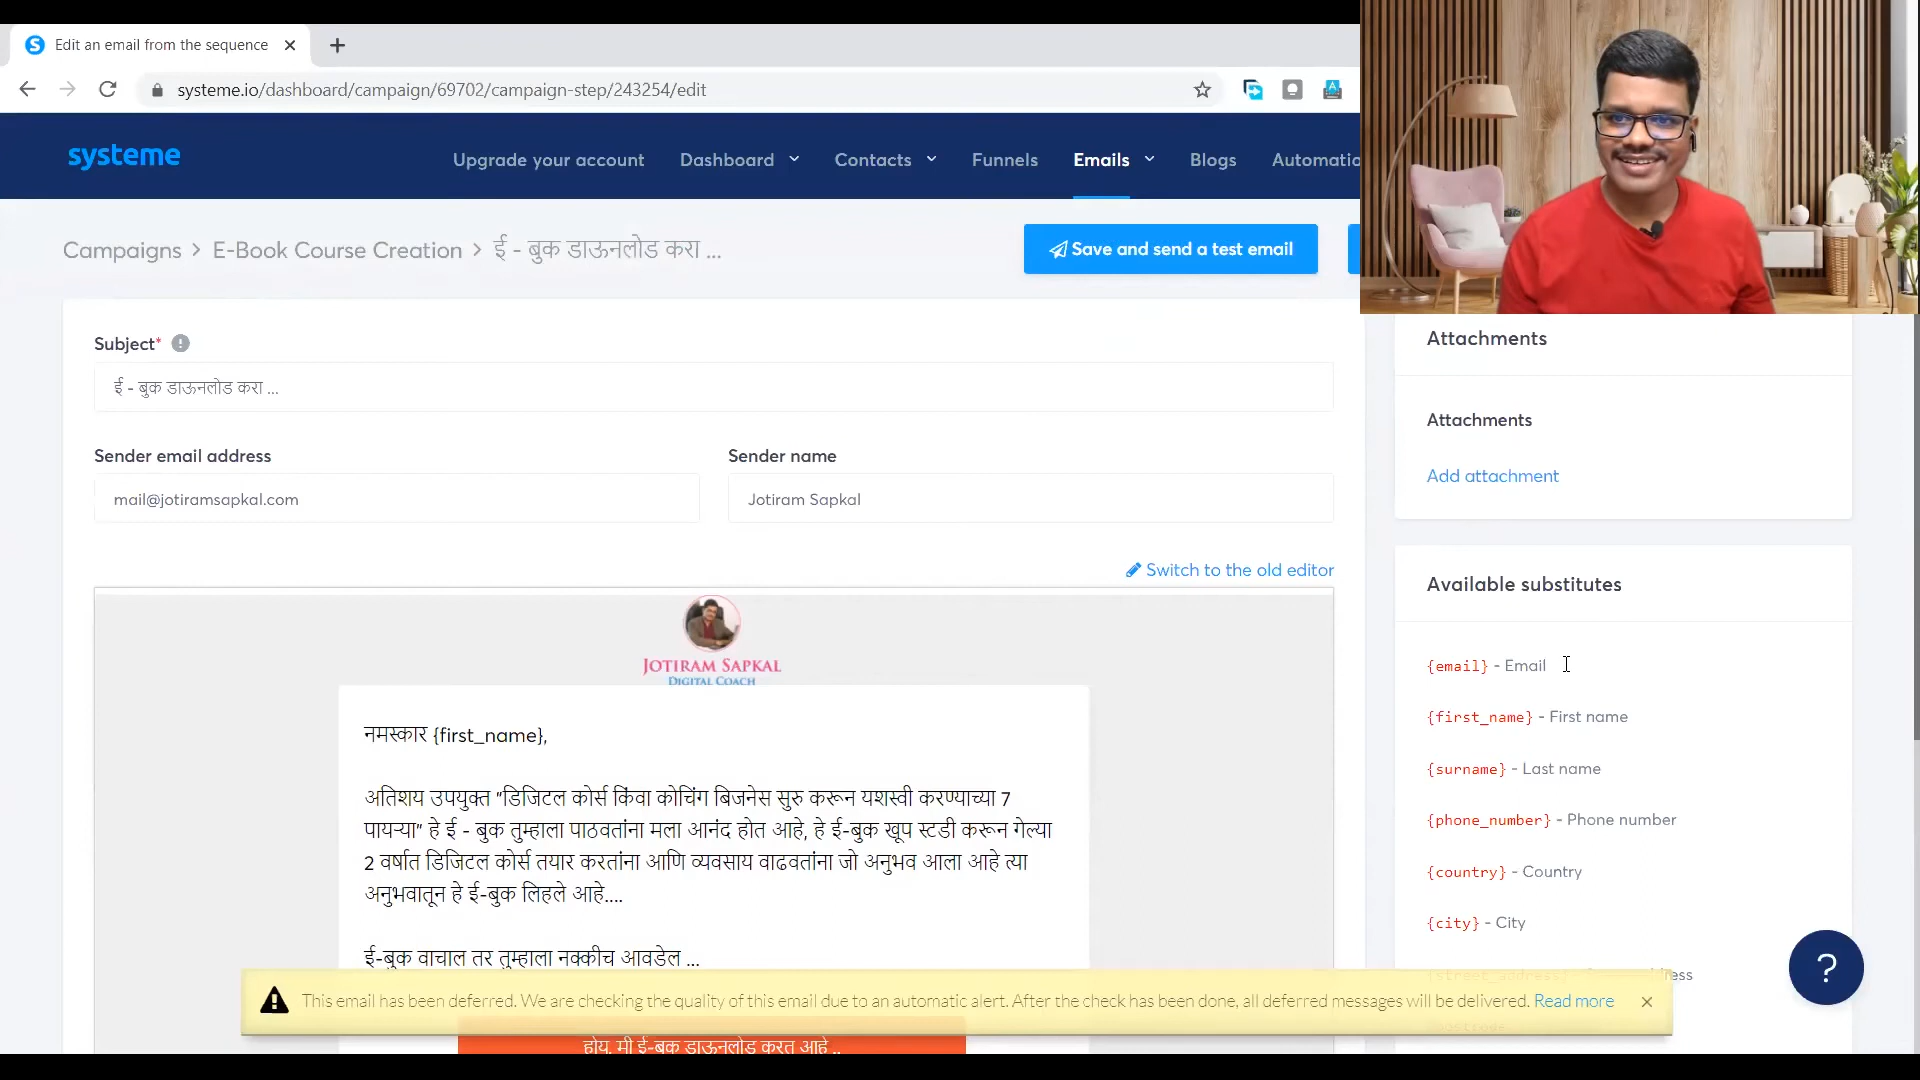 Edit an email from the sequence
systeme.io/dashboard/campaign/69702/campaign-step/243254/edit
systeme
Upgrade your account
Dashboard
Contacts
Funnels
Emails
Blogs
Automatio
Campaigns > E-Book Course Creation > ई - बुक डाऊनलोड करा ...
Save and send a test email
Subject*
ई - बुक डाऊनलोड करा ...
Sender email address
Sender name
mail@jotiramsapkal.com
Jotiram Sapkal
Switch to the old editor
JOTIRAM SAPKAL
DIGITAL COACH
नमस्कार {first_name},
अतिशय उपयुक्त "डिजिटल कोर्स किंवा कोचिंग बिजनेस सुरु करून यशस्वी करण्याच्या 7
पायऱ्या" हे ई - बुक तुम्हाला पाठवतांना मला आनंद होत आहे, हे ई-बुक खूप स्टडी करून गेल्या
2 वर्षात डिजिटल कोर्स तयार करतांना आणि व्यवसाय वाढवतांना जो अनुभव आला आहे त्या
अनुभवातून हे ई-बुक लिहले आहे....
ई-बुक वाचाल तर तुम्हाला नक्कीच आवडेल ...
This email has been deferred. We are checking the quality of this email due to an automatic alert. After the check has been done, all deferred messages will be delivered. Read more
होय, मी ई-बुक डाऊनलोड करत आहे ..
Attachments
Attachments
Add attachment
Available substitutes
{email} - Email
{first_name} - First name
{surname} - Last name
{phone_number} - Phone number
{country} - Country
{city} - City
?